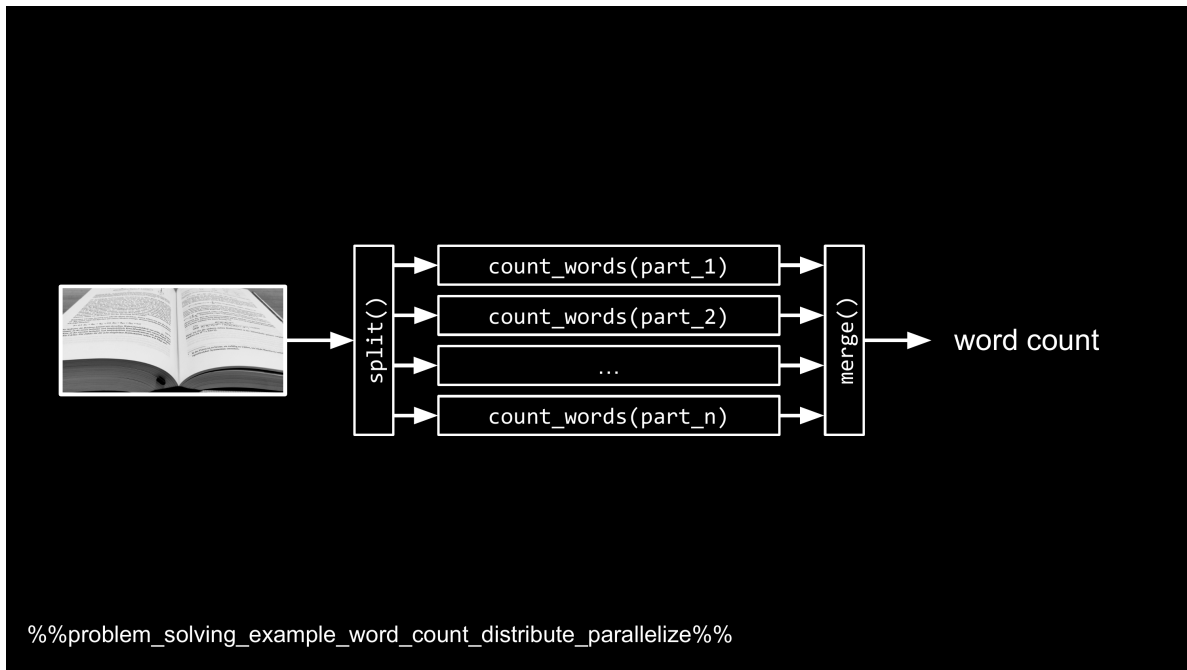 split()
count_words(part_1)
count_words(part_2)
...
count_words(part_n)
merge()
word count
%%problem_solving_example_word_count_distribute_parallelize%%